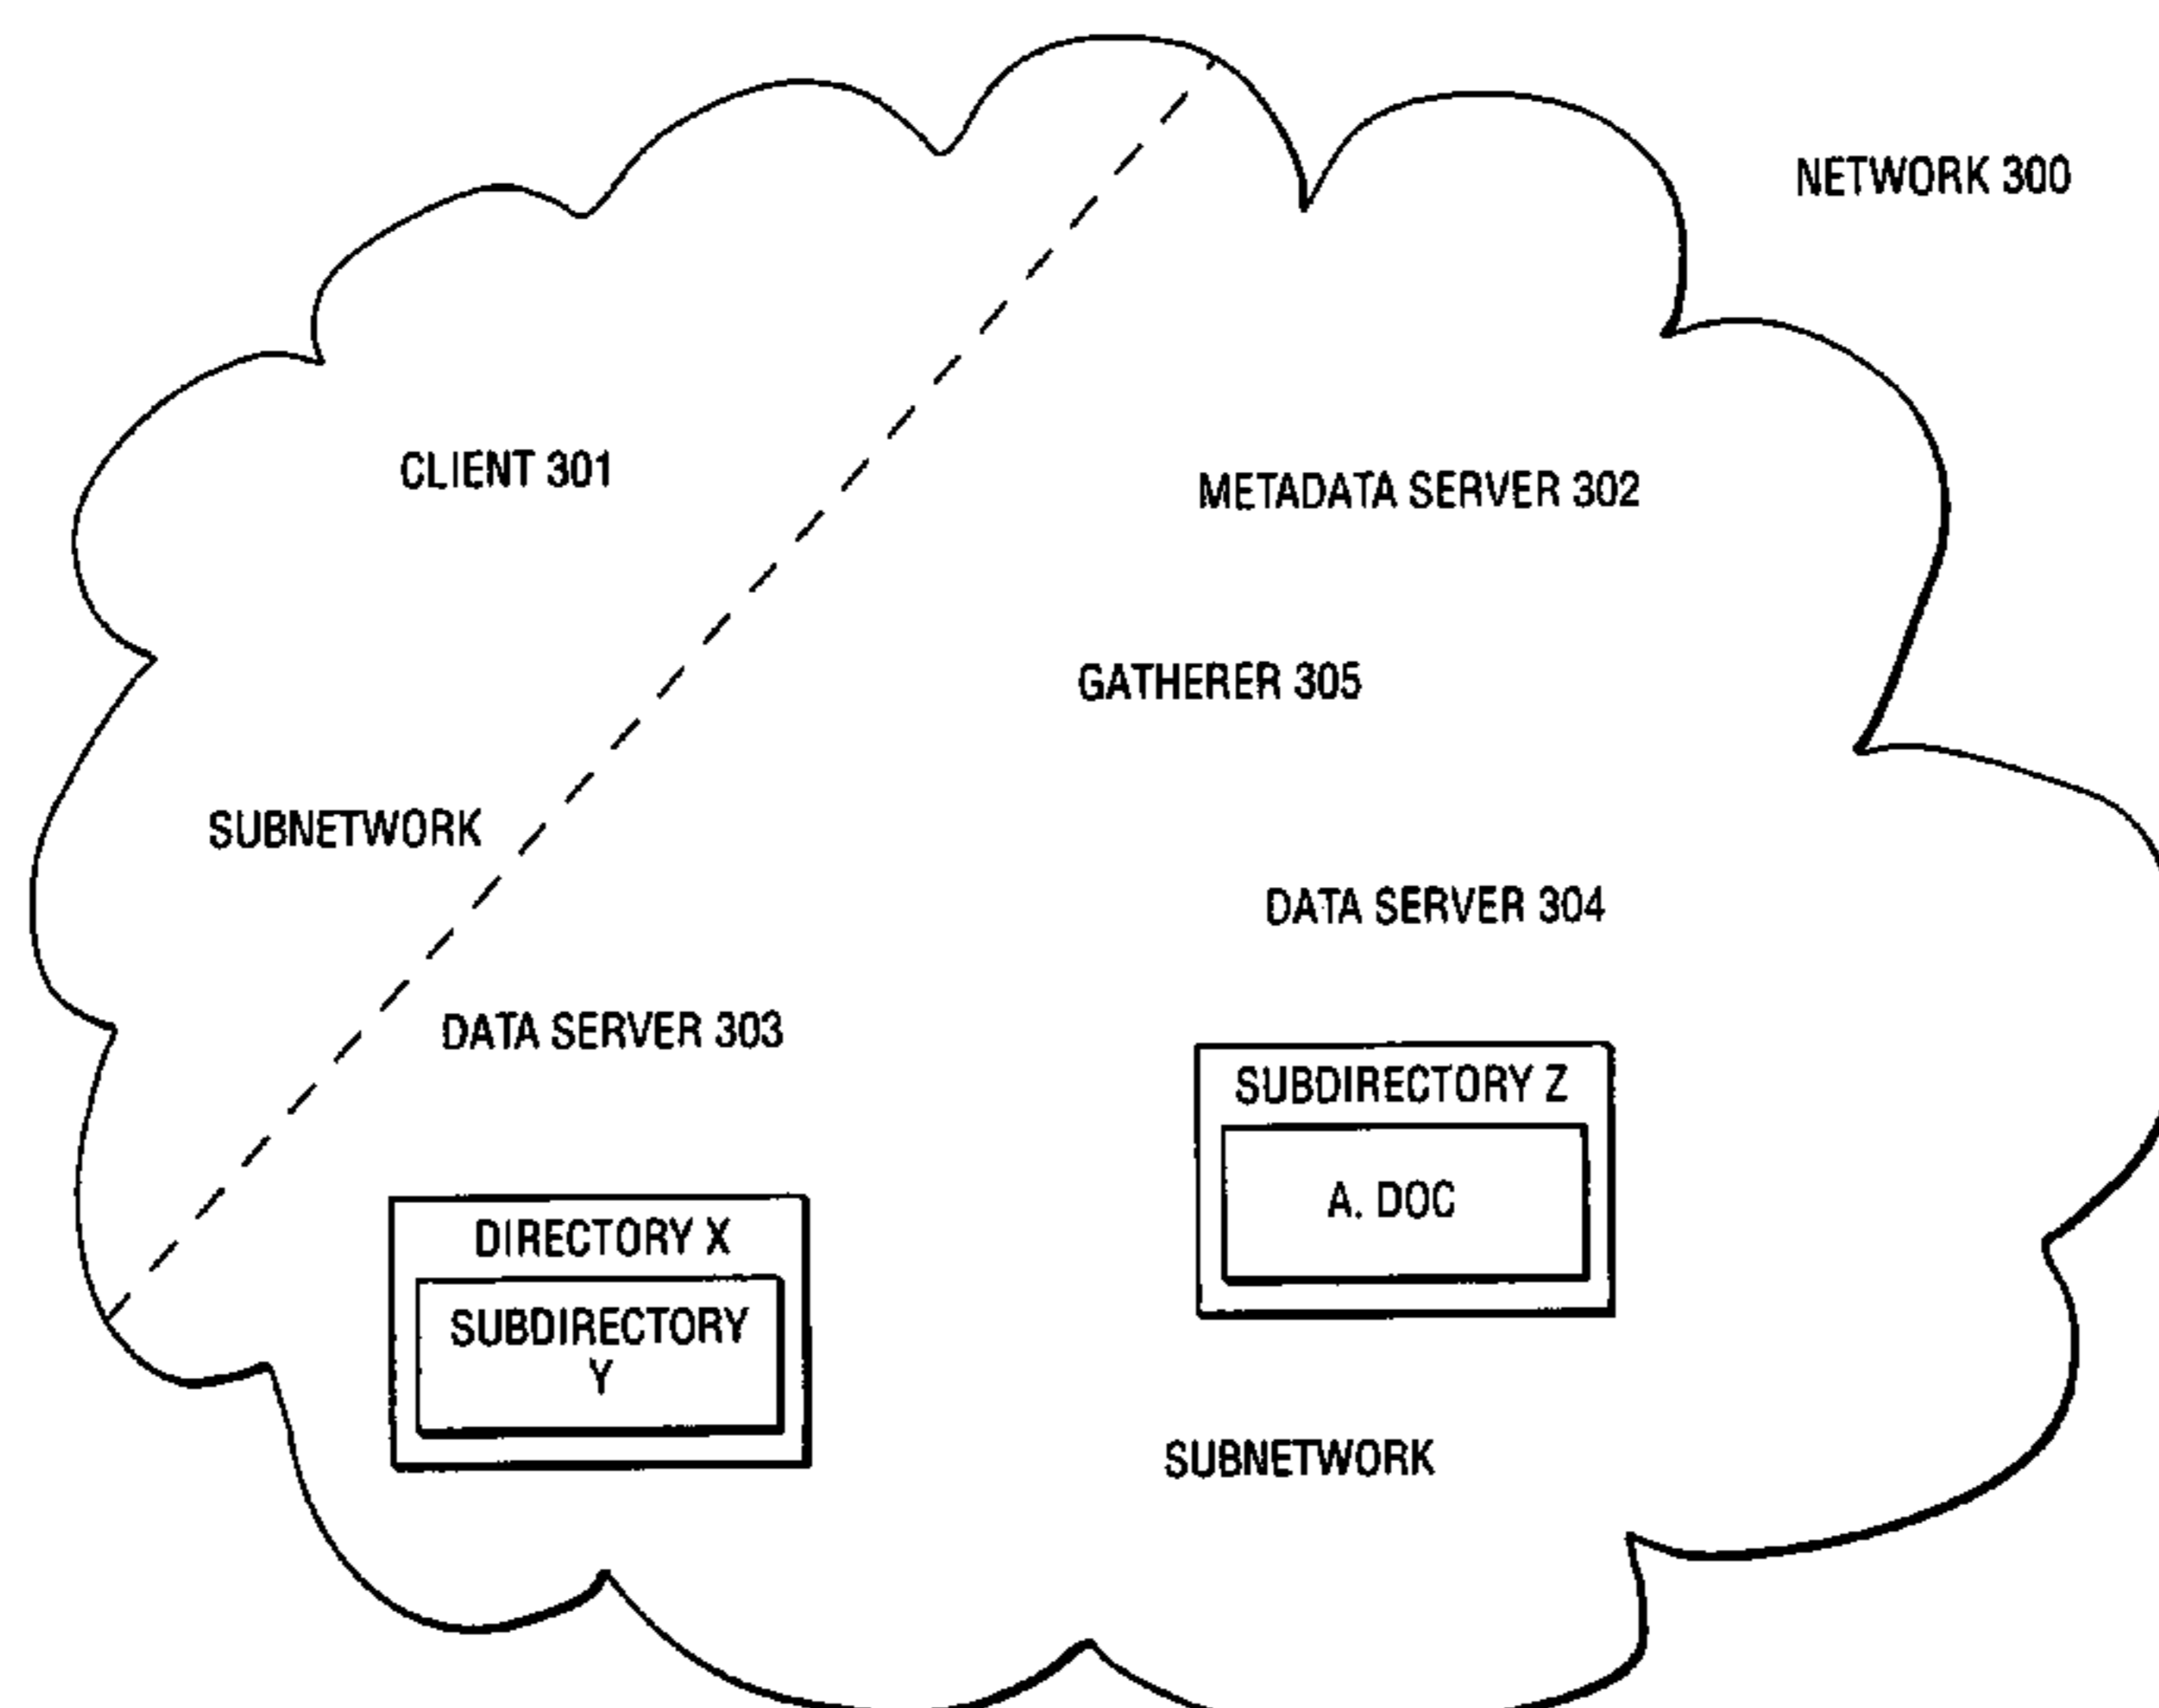 NETWORK 300
CLIENT 301
METADATA SERVER 302
GATHERER 305
SUBNETWORK
DATA SERVER 304
DATA SERVER 303
SUBDIRECTORY Z
A. DOC
DIRECTORY X
SUBDIRECTORY
Y
SUBNETWORK